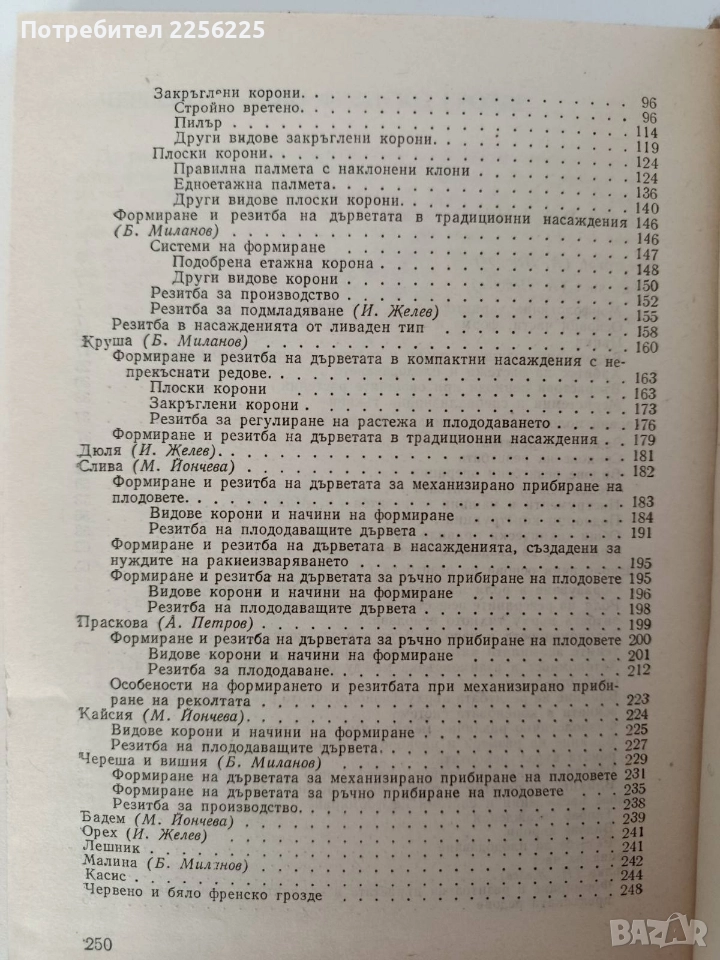 Потребител 2256225
Закръглени корони. 96
Стройно вретено. 96
Пилър 114
Други видове закръглени корони. 119
Плоски корони. 124
Правилна палмета с наклонени клони 124
Едноетажна палмета. 136
Други видове плоски корони. 140
Формиране и резитба на дърветата в традиционни насаждения 146
(Б. Миланов) 146
Системи на формиране 147
Подобрена етажна корона 148
Други видове корони 150
Резитба за производство 152
Резитба за подмладяване (И. Желев) 155
Резитба в насажденията от ливаден тип 158
Круша (Б. Миланов) 160
Формиране и резитба на дърветата в компактни насаждения с не-
прекъснати редове. 163
Плоски корони 163
Закръглени корони 173
Резитба за регулиране на растежа и плододаването 176
Формиране и резитба на дърветата в традиционни насаждения 179
Дюля (И. Желев). 181
Слива (М. Йончева) 182
Формиране и резитба на дърветата за механизирано прибиране на
плодовете. 183
Видове корони и начини на формиране 184
Резитба на плододаващите дървета 191
Формиране и резитба на дърветата в насажденията, създадени за
нуждите на ракиеизваряването 195
Формиране и резитба на дърветата за ръчно прибиране на плодовете 195
Видове корони и начини на формиране 196
Резитба на плододаващите дървета 198
Праскова (А. Петров) 199
Формиране и резитба на дърветата за ръчно прибиране на плодовете 200
Видове корони и начини на формиране 201
Резитба за плододаване. 212
Особености на формирането и резитбата при механизирано приби-
ране на реколтата 223
Кайсия (М. Йончева). 224
Видове корони и начини на формиране 225
Резитба на плододаващите дървета. 227
Череша и вишня (Б. Миланов) 229
Формиране на дърветата за механизирано прибиране на плодовете 231
Формиране на дърветата за ръчно прибиране на плодовете 235
Резитба за производство. 238
Бадем (М. Йончева) 239
Орех (И. Желев) 241
Лешник 241
Малина (Б. Миланов) 242
Касис 244
Червено и бяло френско грозде 248
250
BAZAR